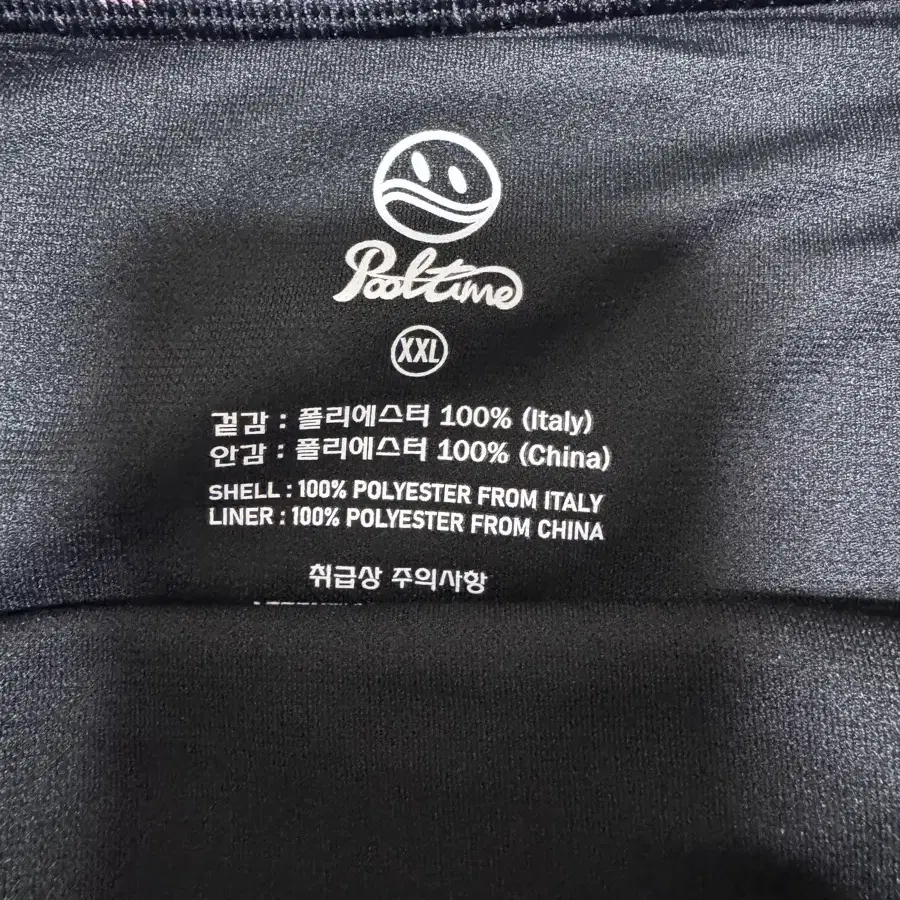 Pooltime
XXL
겉감 : 폴리에스터 100% (Italy)
안감 : 폴리에스터 100% (China)
SHELL : 100% POLYESTER FROM ITALY
LINER : 100% POLYESTER FROM CHINA
취급상 주의사항